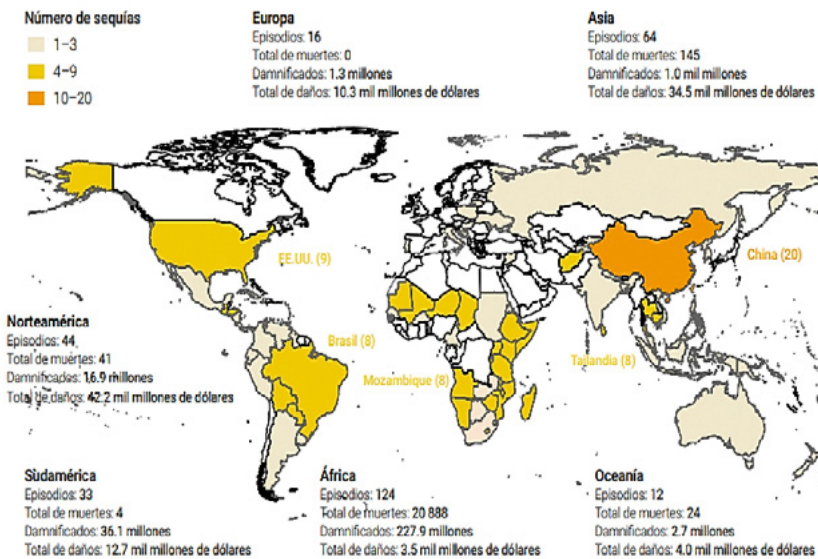 Número de sequías
1–3
4–9
10–20
Europa
Episodios: 16
Total de muertes: 0
Damnificados: 1.3 millones
Total de daños: 10.3 mil millones de dólares
Asia
Episodios: 64
Total de muertes: 145
Damnificados: 1.0 mil millones
Total de daños: 34.5 mil millones de dólares
EE.UU. (9)
China (20)
Norteamérica
Episodios: 44
Total de muertes: 41
Damnificados: 16.9 millones
Total de daños: 42.2 mil millones de dólares
Brasil (8)
Mozambique (8)
Tailandia (8)
Súdamérica
Episodios: 33
Total de muertes: 4
Damnificados: 36.1 millones
Total de daños: 12.7 mil millones de dólares
África
Episodios: 124
Total de muertes: 20 888
Damnificados: 227.9 millones
Total de daños: 3.5 mil millones de dólares
Oceanía
Episodios: 12
Total de muertes: 24
Damnificados: 2.7 millones
Total de daños: 4.0 mil millones de dólares